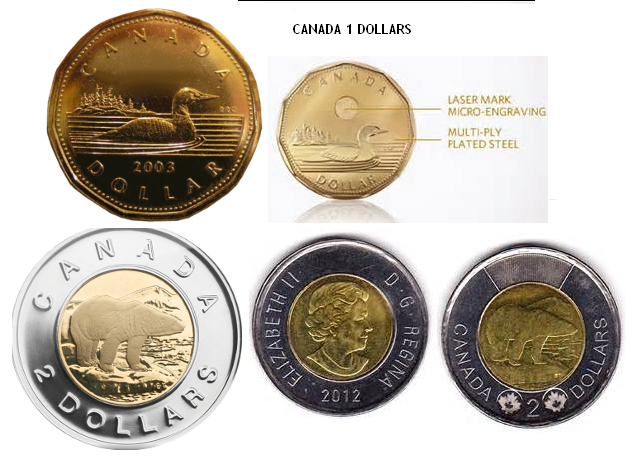 CANADA 1 DOLLARS
CANADA
2003
DOLLAR
CANADA
DOLLAR
LASER MARK
MICRO-ENGRAVING
MULTI-PLY
PLATED STEEL
CANADA
2 DOLLARS
ELIZABETH II D·G·REGINA
2012
CANADA 2 DOLLARS